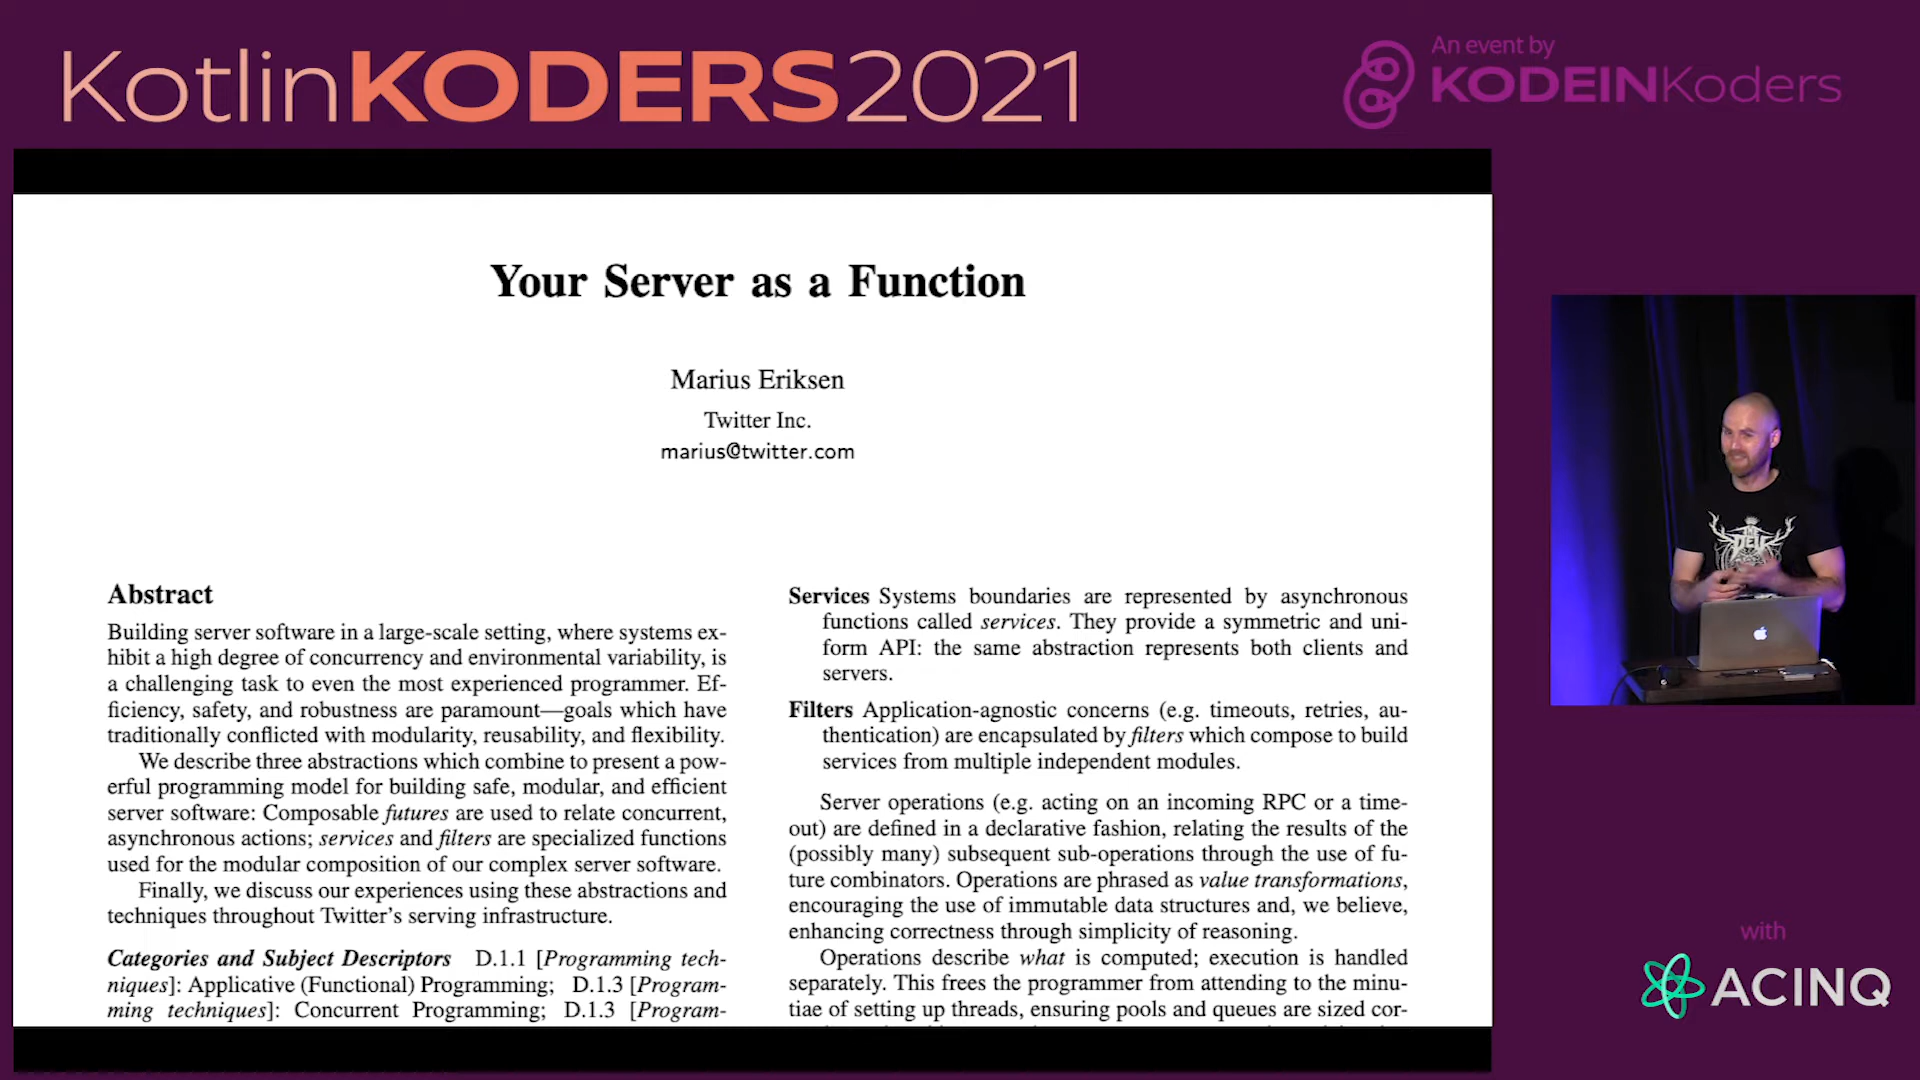 KotlinKODERS2021
An event by
KODEINKoders
Your Server as a Function
Marius Eriksen
Twitter Inc.
marius@twitter.com
Abstract
Building server software in a large-scale setting, where systems ex-
hibit a high degree of concurrency and environmental variability, is
a challenging task to even the most experienced programmer. Ef-
ficiency, safety, and robustness are paramount—goals which have
traditionally conflicted with modularity, reusability, and flexibility.
We describe three abstractions which combine to present a pow-
erful programming model for building safe, modular, and efficient
server software: Composable futures are used to relate concurrent,
asynchronous actions; services and filters are specialized functions
used for the modular composition of our complex server software.
Finally, we discuss our experiences using these abstractions and
techniques throughout Twitter's serving infrastructure.
Categories and Subject Descriptors D.1.1 [Programming tech-
niques]: Applicative (Functional) Programming; D.1.3 [Program-
ming techniques]: Concurrent Programming; D.1.3 [Program-
Services Systems boundaries are represented by asynchronous
functions called services. They provide a symmetric and uni-
form API: the same abstraction represents both clients and
servers.
Filters Application-agnostic concerns (e.g. timeouts, retries, au-
thentication) are encapsulated by filters which compose to build
services from multiple independent modules.
Server operations (e.g. acting on an incoming RPC or a time-
out) are defined in a declarative fashion, relating the results of the
(possibly many) subsequent sub-operations through the use of fu-
ture combinators. Operations are phrased as value transformations,
encouraging the use of immutable data structures and, we believe,
enhancing correctness through simplicity of reasoning.
Operations describe what is computed; execution is handled
separately. This frees the programmer from attending to the minu-
tiae of setting up threads, ensuring pools and queues are sized cor-
DEV
with
ACINQ